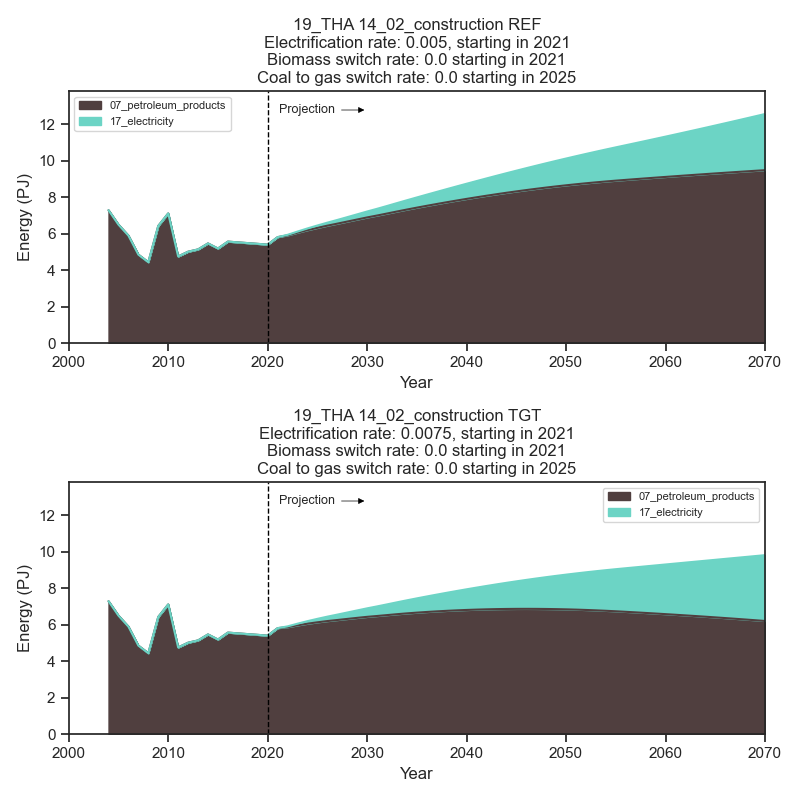 19_THA 14_02_construction REF
Electrification rate: 0.005, starting in 2021
Biomass switch rate: 0.0 starting in 2021
Coal to gas switch rate: 0.0 starting in 2025
07_petroleum_products
17_electricity
Projection
Energy (PJ)
12
10
8
6
4
2
0
2000 2010 2020 2030 2040 2050 2060 2070
Year
19_THA 14_02_construction TGT
Electrification rate: 0.0075, starting in 2021
Biomass switch rate: 0.0 starting in 2021
Coal to gas switch rate: 0.0 starting in 2025
Projection
07_petroleum_products
17_electricity
Energy (PJ)
12
10
8
6
4
2
0
2000 2010 2020 2030 2040 2050 2060 2070
Year